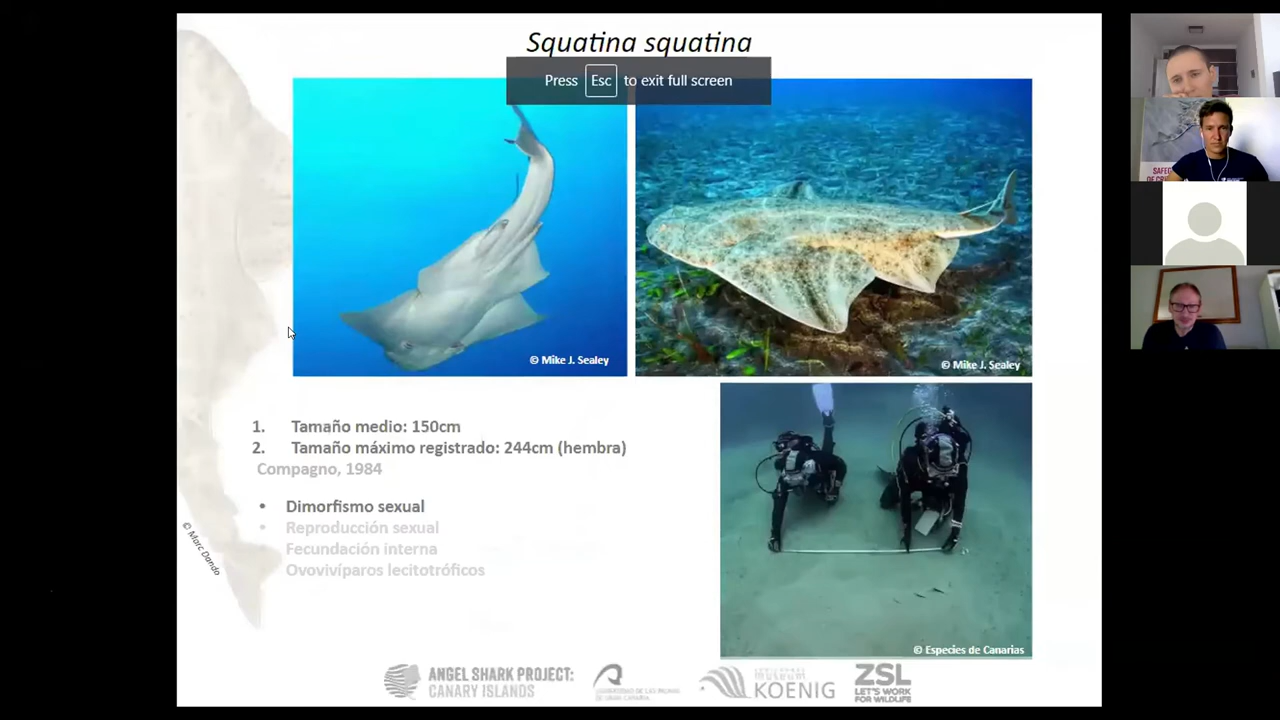 Squatina squatina
Press Esc to exit full screen
© Mike J. Sealey
© Mike J. Sealey
1. Tamaño medio: 150cm
2. Tamaño máximo registrado: 244cm (hembra)
Compagno, 1984
• Dimorfismo sexual
• Reproducción sexual
Fecundación interna
Ovovivíparos lecitotróficos
© Marc Dando
© Especies de Canarias
ANGEL SHARK PROJECT:
CANARY ISLANDS
museum
KOENIG
ZSL
LET'S WORK
FOR WILDLIFE